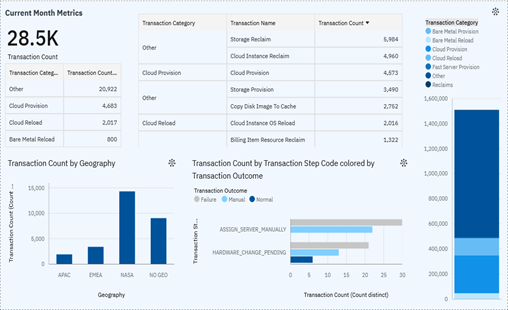 Current Month Metrics
28.5K
Transaction Count
Transaction Categ... Transaction Count...
Other 20,922
Cloud Provision 4,683
Cloud Reload 2,017
Bare Metal Reload 800
Transaction Category Transaction Name Transaction Count
Other Storage Reclaim 5,984
Cloud Instance Reclaim 4,960
Cloud Provision Cloud Provision 4,673
Other Storage Provision 3,490
Copy Disk Image To Cache 2,752
Cloud Reload Cloud Instance OS Reload 2,016
Billing Item Resource Reclaim 1,322
Transaction Category
Bare Metal Provision
Bare Metal Reload
Cloud Provision
Cloud Reload
Fast Server Provision
Other
Reclaims
1,600,000
1,400,000
1,200,000
1,000,000
800,000
600,000
400,000
200,000
0
Transaction Count by Geography
Transaction Count (Count ...
15,000
10,000
5,000
0
APAC EMEA NASA NO GEO
Geography
Transaction Count by Transaction Step Code colored by
Transaction Outcome
Transaction Outcome
Failure Manual Normal
Transaction St...
ASSIGN_SERVER_MANUALLY
HARDWARE_CHANGE_PENDING
0 5 10 15 20 25 30
Transaction Count (Count distinct)